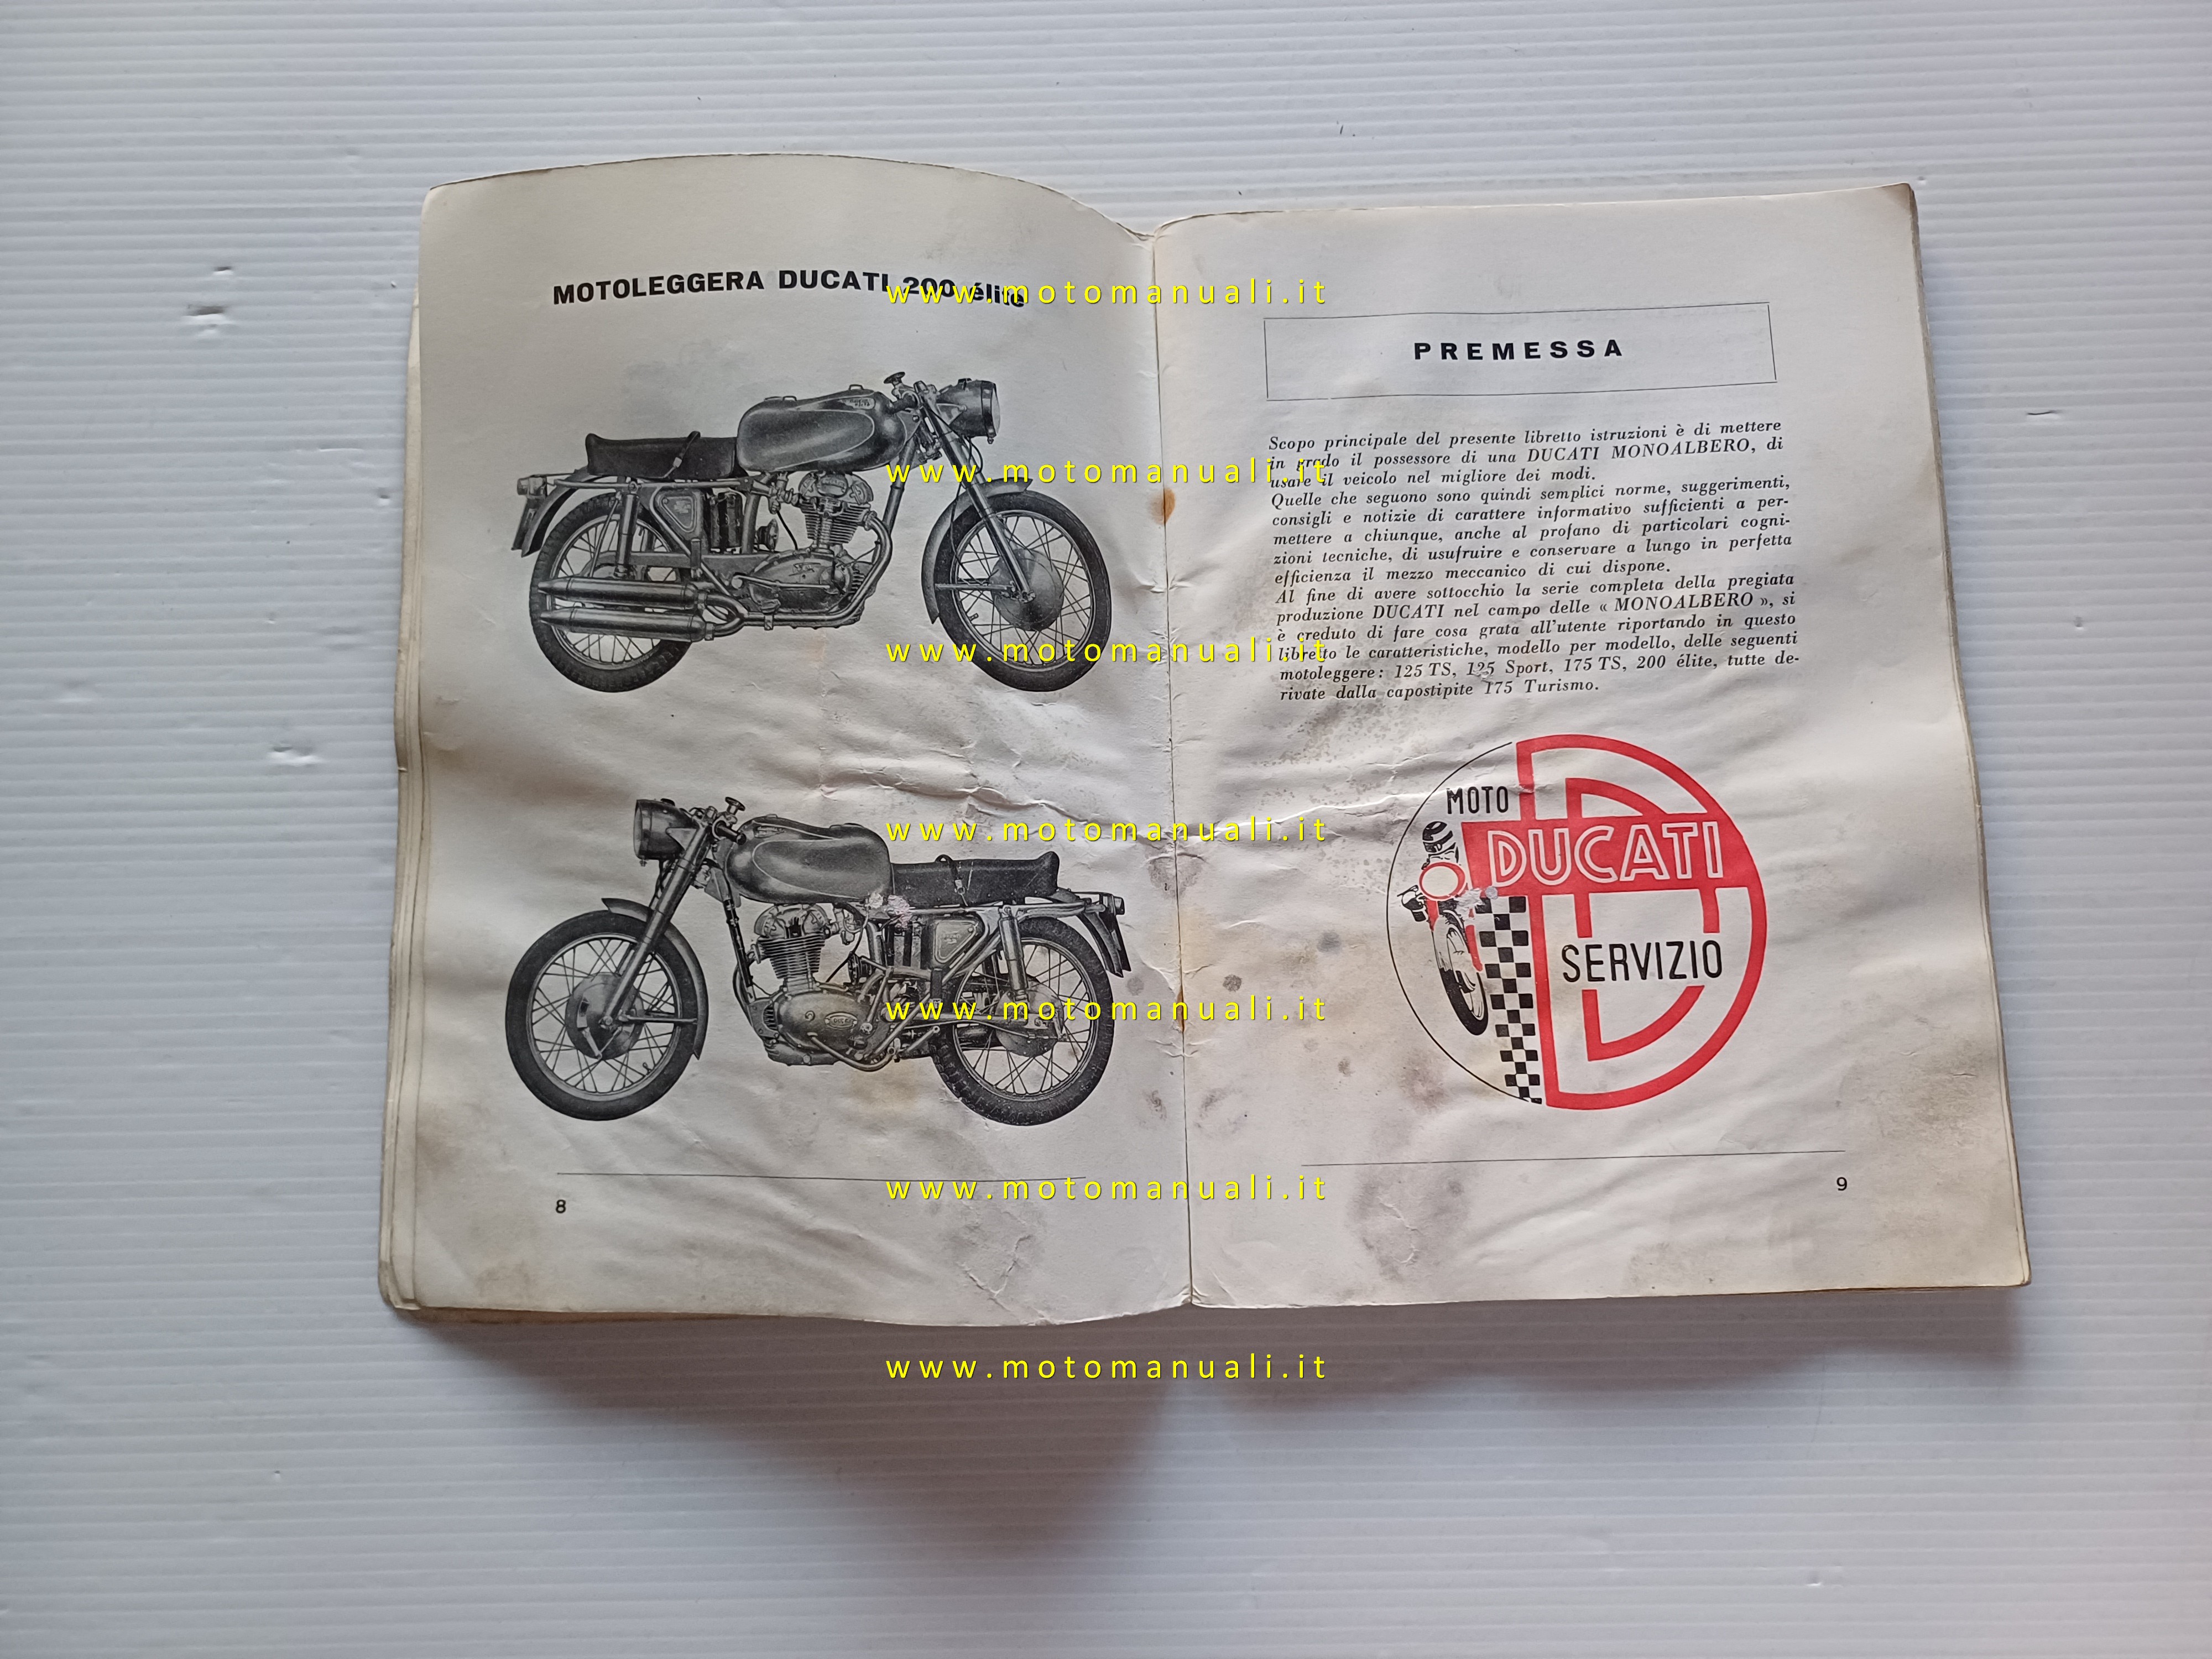 MOTOLEGGERA DUCATI 200 élite
8
PREMESSA
Scopo principale del presente libretto istruzioni è di mettere
in grado il possessore di una DUCATI MONOALBERO, di
usare il veicolo nel migliore dei modi.
Quelle che seguono sono quindi semplici norme, suggerimenti,
consigli e notizie di carattere informativo sufficienti a per-
mettere a chiunque, anche al profano di particolari cogni-
zioni tecniche, di usufruire e conservare a lungo in perfetta
efficienza il mezzo meccanico di cui dispone.
Al fine di avere sottocchio la serie completa della pregiata
produzione DUCATI nel campo delle « MONOALBERO », si
è creduto di fare cosa grata all'utente riportando in questo
libretto le caratteristiche, modello per modello, delle seguenti
motoleggere: 125 TS, 125 Sport, 175 TS, 200 élite, tutte de-
rivate dalla capostipite 175 Turismo.
MOTO
DUCATI
SERVIZIO
9
www.motomanuali.it
www.motomanuali.it
www.motomanuali.it
www.motomanuali.it
www.motomanuali.it
www.motomanuali.it
www.motomanuali.it